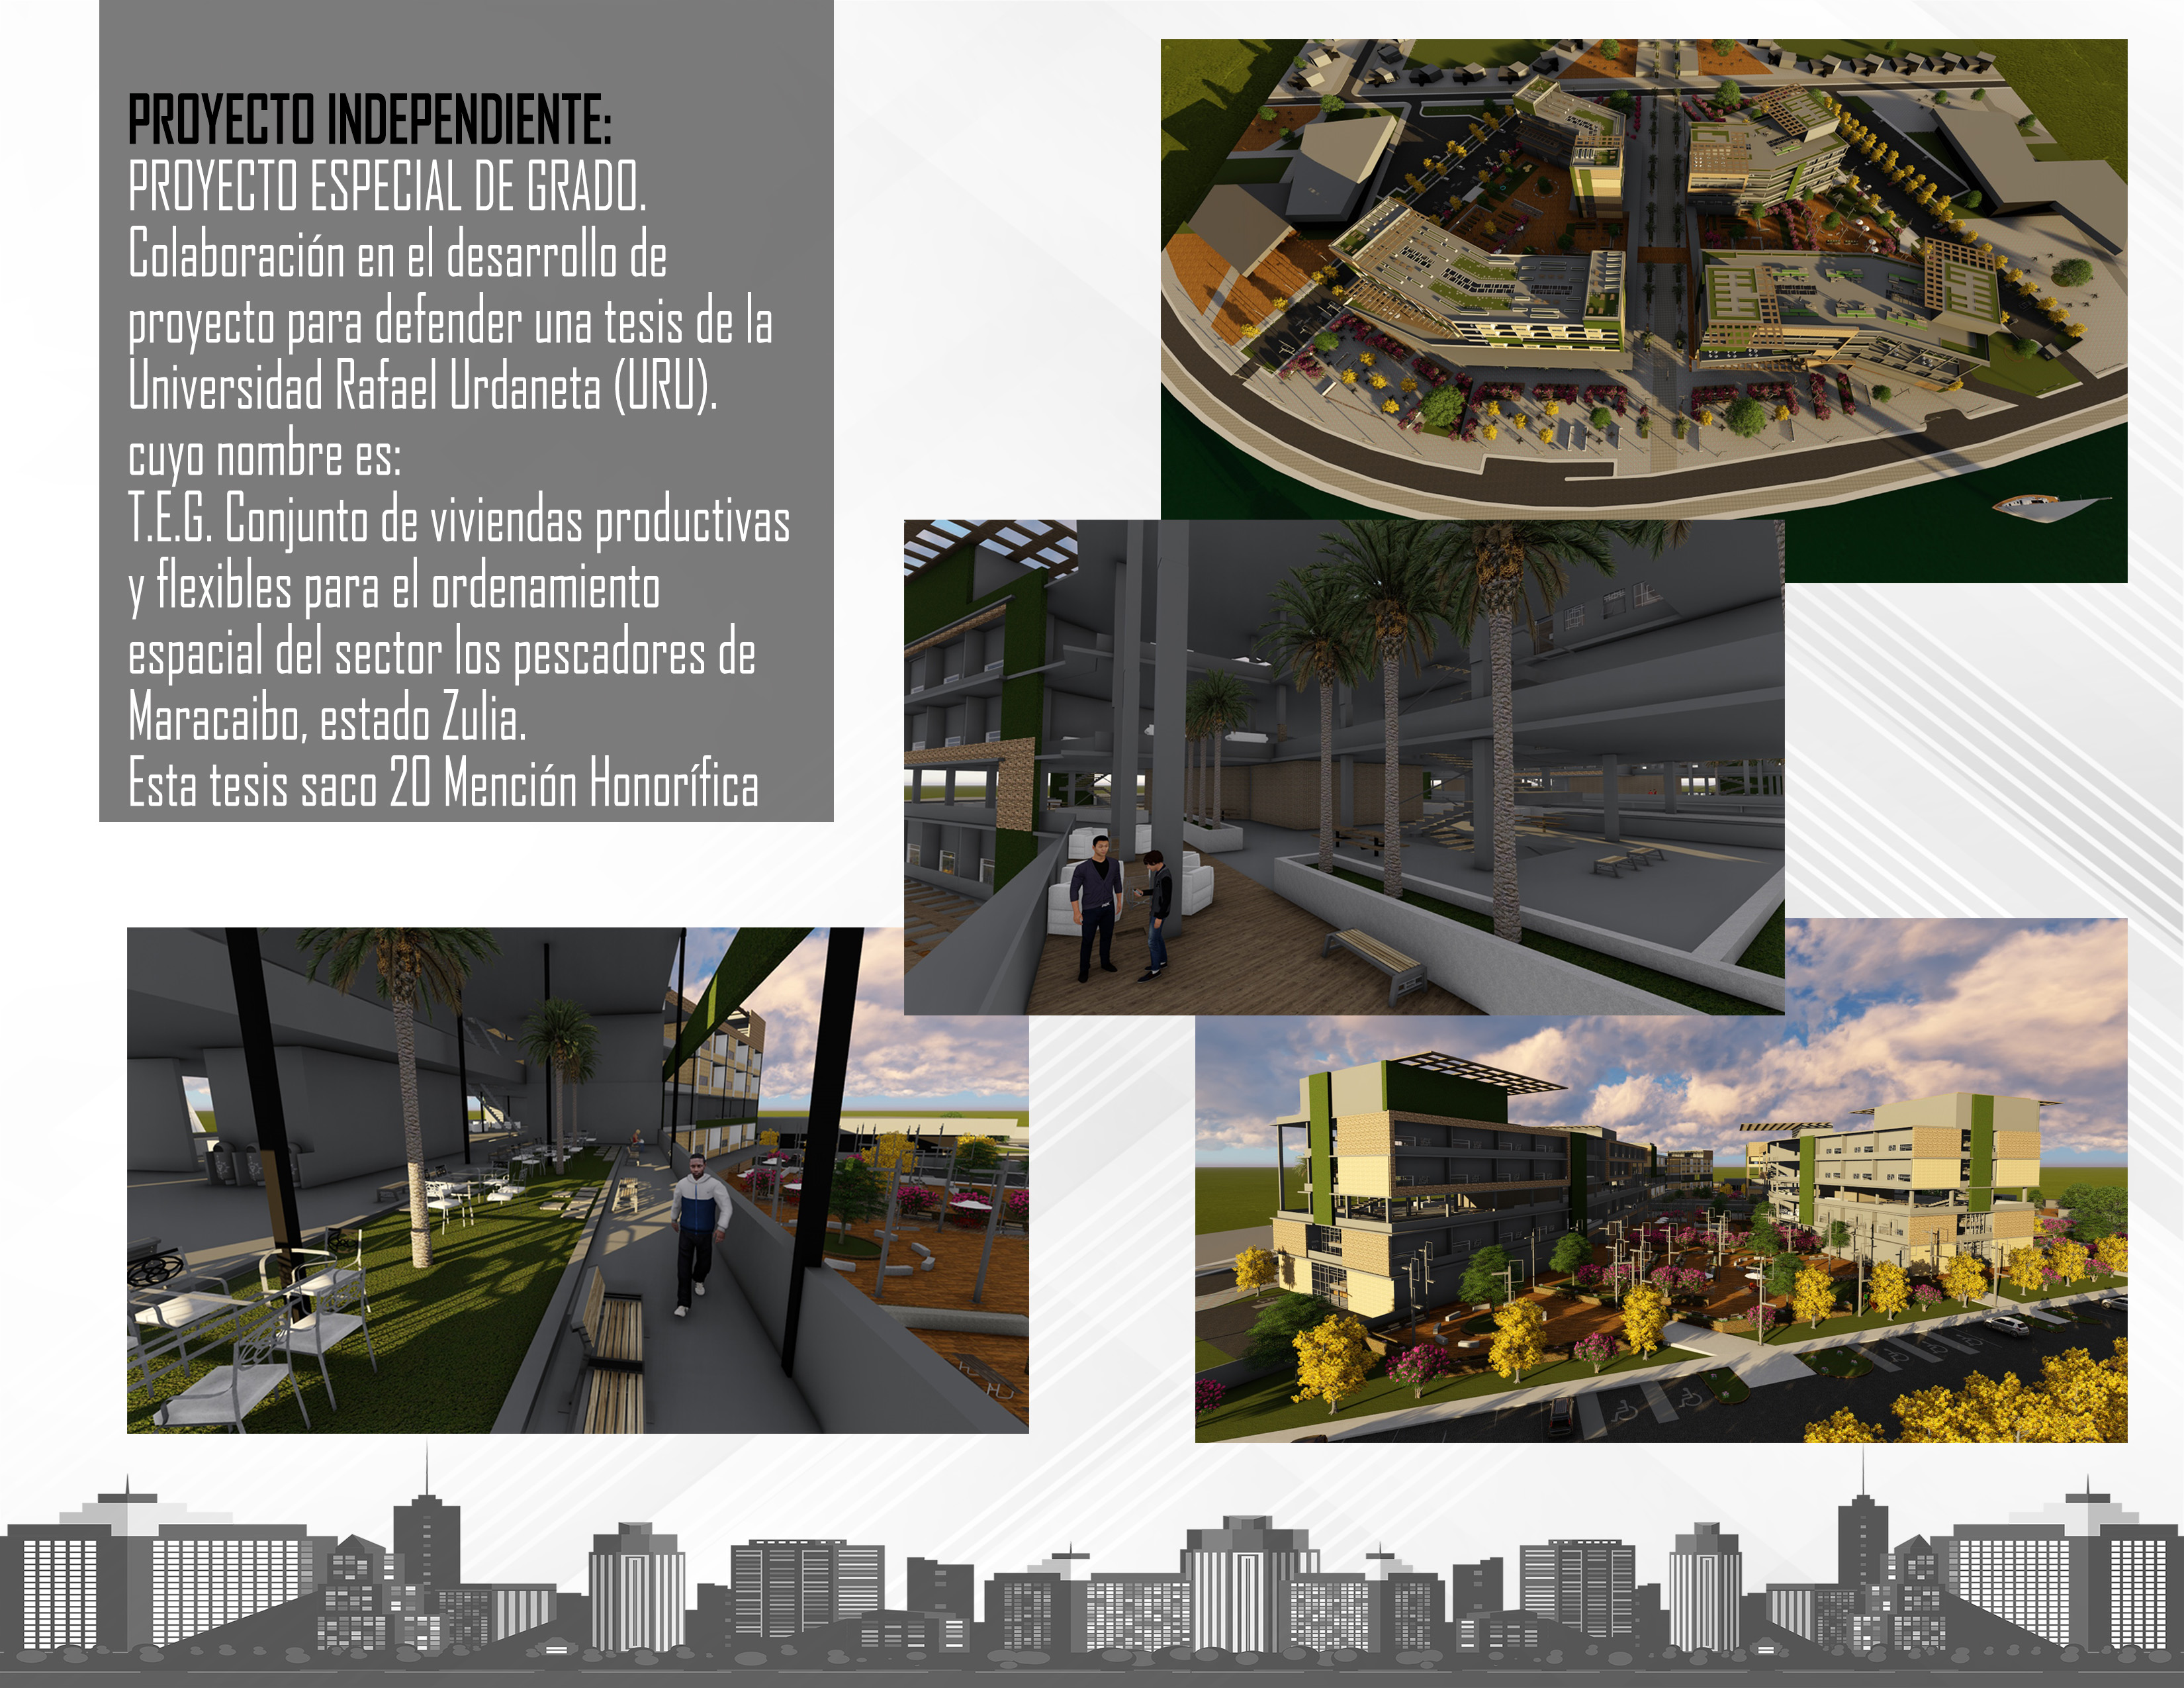 PROYECTO INDEPENDIENTE:
PROYECTO ESPECIAL DE GRADO.
Colaboración en el desarrollo de
proyecto para defender una tesis de la
Universidad Rafael Urdaneta (URU).
cuyo nombre es:
T.E.G. Conjunto de viviendas productivas
y flexibles para el ordenamiento
espacial del sector los pescadores de
Maracaibo, estado Zulia.
Esta tesis saco 20 Mención Honorífica